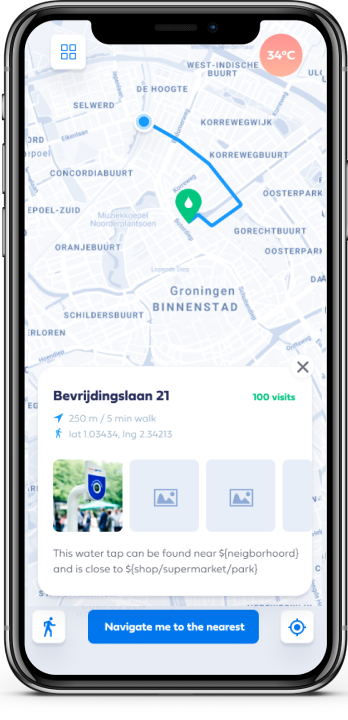 34°C
WEST-INDISCHE
BUURT
DE HOOGTE
SELWERD
KORREWEGWIJK
KORREWEGBUURT
CONCORDIABUURT
OOSTERPARK
EPOEL-ZUID
Muziekkoepel
Noorderplantsoen
GORECHTBUURT
ORANJEBUURT
OOSTERPARK
Groningen
BINNENSTAD
SCHILDERSBUURT
ERLOREN
Bevrijdingslaan 21
100 visits
250 m / 5 min walk
lat 1.03434, lng 2.34213
This water tap can be found near ${neigborhoord}
and is close to ${shop/supermarket/park}
Navigate me to the nearest